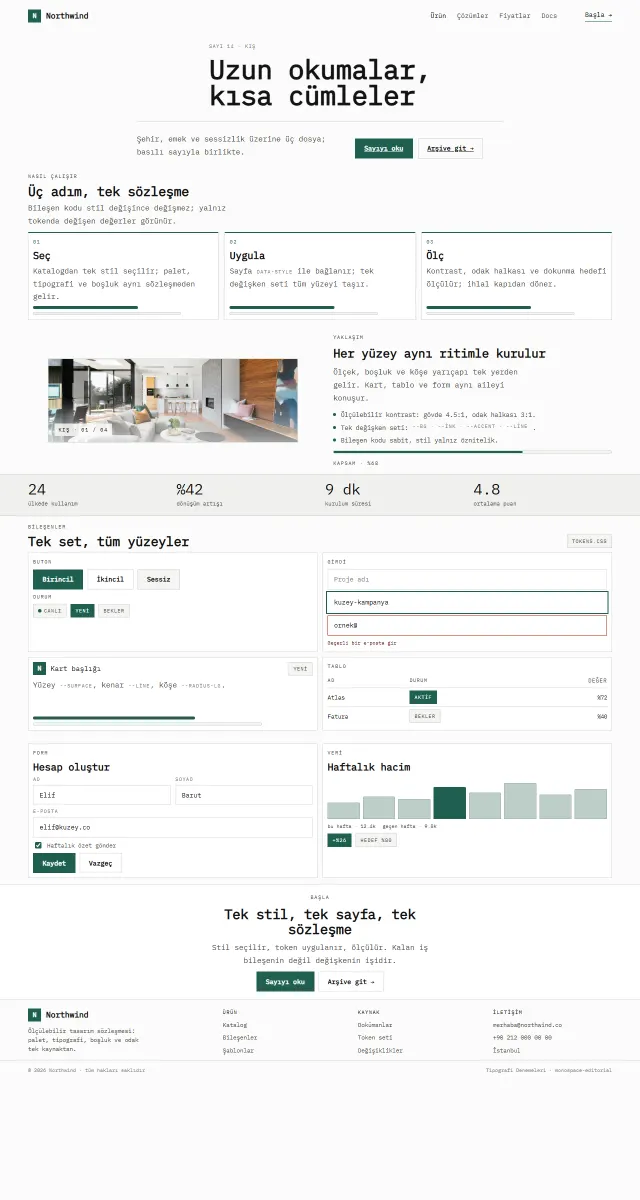 N Northwind
Ürün Çözümler Fiyatlar Docs Başla →
SAYI 12 · KIŞ
Uzun okumalar,
kısa cümleler
Şehir, emek ve sessizlik üzerine üç dosya;
basılı sayıyla birlikte.
Sayıyı oku Arşive git →
NASIL ÇALIŞIR
Üç adım, tek sözleşme
Bileşen kodu stil değişince değişmez; yalnız
tokenda değişen değerler görünür.
01
Seç
Katalogdan tek stil seçilir; palet,
tipografi ve boşluk aynı sözleşmeden
gelir.
02
Uygula
Sayfa DATA-STYLE ile bağlanır; tek
değişken seti tüm yüzeyi taşır.
03
Ölç
Kontrast, odak halkası ve dokunma hedefi
ölçülür; ihlal kapıdan döner.
KIŞ · 01 / 04
YAKLAŞIM
Her yüzey aynı ritimle kurulur
Ölçek, boşluk ve köşe yarıçapı tek yerden
gelir. Kart, tablo ve form aynı aileyi
konuşur.
Ölçülebilir kontrast: gövde 4.5:1, odak halkası 3:1.
Tek değişken seti: --BG · --INK · --ACCENT · --LINE .
Bileşen kodu sabit, stil yalnız öznitelik.
KAPSAM · %68
24
ülkede kullanım
%42
dönüşüm artışı
9 dk
kurulum süresi
4.8
ortalama puan
BİLEŞENLER
Tek set, tüm yüzeyler
TOKENS.CSS
BUTON
Birincil İkincil Sessiz
DURUM
CANLI YENİ BEKLER
GİRDİ
Proje adı
kuzey-kampanya
ornek@
Geçerli bir e-posta gir
N Kart başlığı YENİ
Yüzey --SURFACE, kenar --LINE, köşe --RADIUS-LG.
TABLO
AD DURUM DEĞER
Atlas AKTİF %72
Fatura BEKLER %40
FORM
Hesap oluştur
AD SOYAD
Elif Barut
E-POSTA
elif@kuzey.co
Haftalık özet gönder
Kaydet Vazgeç
VERİ
Haftalık hacim
bu hafta · 12.4k geçen hafta · 9.8k
+%26 HEDEF %80
BAŞLA
Tek stil, tek sayfa, tek
sözleşme
Stil seçilir, token uygulanır, ölçülür. Kalan iş
bileşenin değil değişkenin işidir.
Sayıyı oku Arşive git →
N Northwind
Ölçülebilir tasarım sözleşmesi:
palet, tipografi, boşluk ve odak
tek kaynaktan.
ÜRÜN
Katalog
Bileşenler
Şablonlar
KAYNAK
Dokümanlar
Token seti
Değişiklikler
İLETİŞİM
merhaba@northwind.co
+90 212 000 00 00
İstanbul
© 2026 Northwind · tüm hakları saklıdır
Tipografi Denemeleri · monospace-editorial